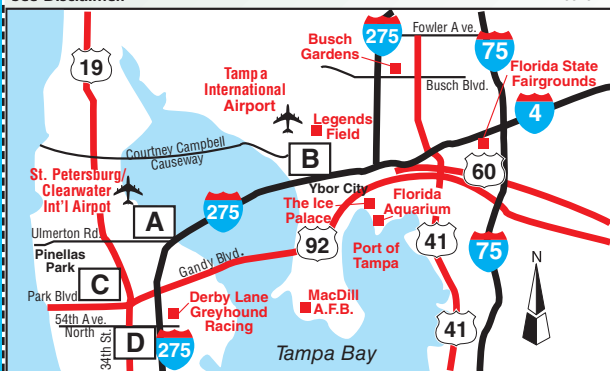 275
Fowler Ave.
Busch
Gardens
75
19
Florida State
Fairgrounds
Tampa
International
Airport
Busch Blvd.
4
Legends
Field
Courtney Campbell
Causeway
B
St. Petersburg/
Clearwater
Int'l Airpot
60
Ybor City
The Ice
Palace
Florida
Aquarium
A
275
Ulmerton Rd.
92
41
75
Port of
Tampa
N
Pinellas
Park
Gandy Blvd.
C
Park Blvd
Derby Lane
Greyhound
Racing
MacDill
A.F.B.
54th Ave.
North
41
34th St.
D
275
Tampa Bay